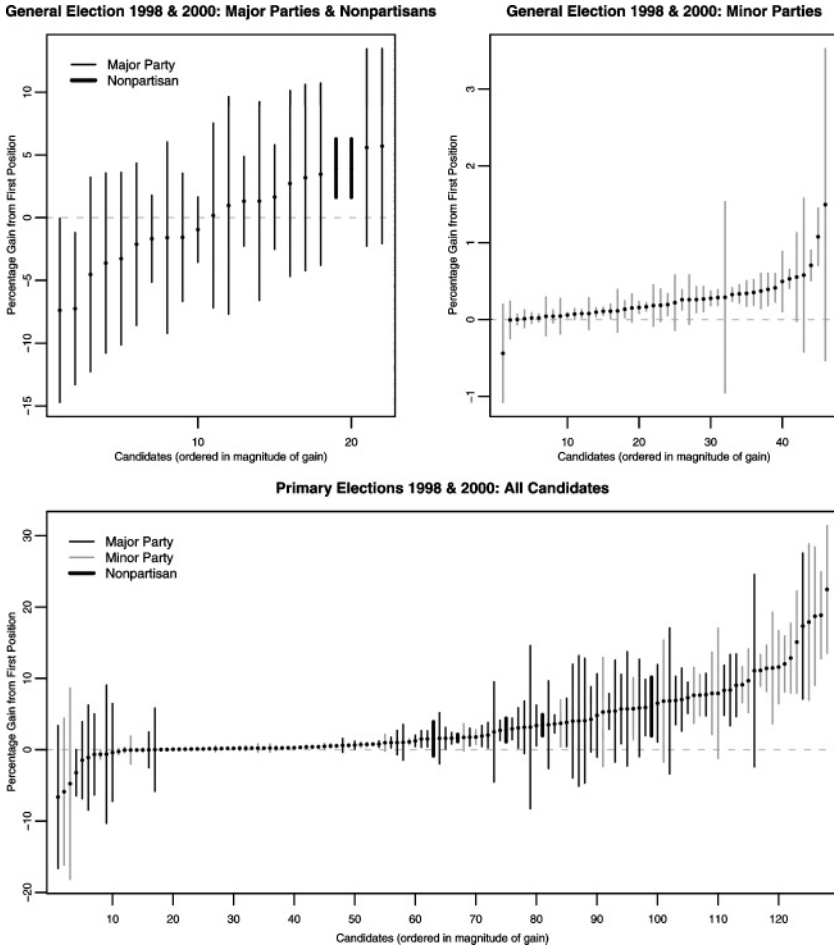 General Election 1998 & 2000: Major Parties & Nonpartisans
Percentage Gain from First Position
10
5
0
−5
−10
−15
Major Party
Nonpartisan
10
20
Candidates (ordered in magnitude of gain)
General Election 1998 & 2000: Minor Parties
Percentage Gain from First Position
3
2
1
0
−1
10
20
30
40
Candidates (ordered in magnitude of gain)
Primary Elections 1998 & 2000: All Candidates
Percentage Gain from First Position
30
20
10
0
−10
−20
Major Party
Minor Party
Nonpartisan
10
20
30
40
50
60
70
80
90
100
110
120
Candidates (ordered in magnitude of gain)